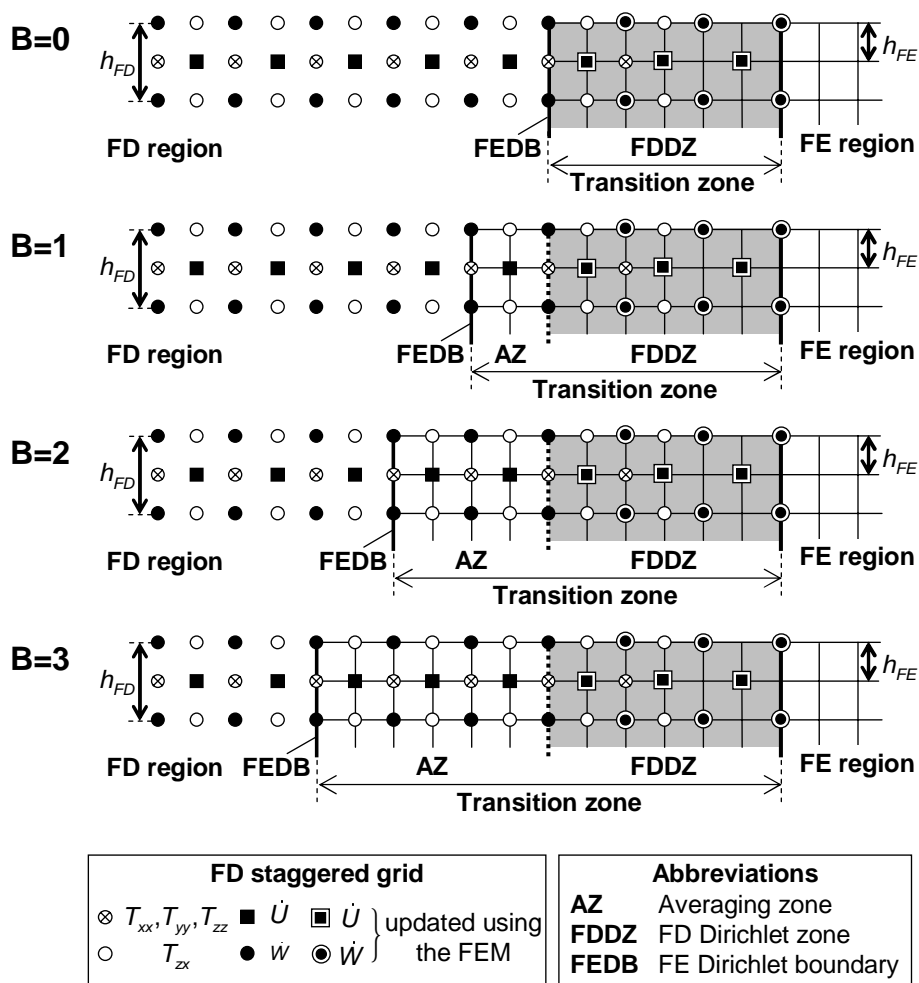 B=0
h_FD
h_FE
FD region
FEDB
FDDZ
FE region
Transition zone
B=1
h_FD
h_FE
FD region
FEDB
AZ
FDDZ
FE region
Transition zone
B=2
h_FD
h_FE
FD region
FEDB
AZ
FDDZ
FE region
Transition zone
B=3
h_FD
h_FE
FD region
FEDB
AZ
FDDZ
FE region
Transition zone
FD staggered grid
T_xx, T_yy, T_zz
U̇
U̇
T_zx
Ẇ
Ẇ
updated using
the FEM
Abbreviations
AZ Averaging zone
FDDZ FD Dirichlet zone
FEDB FE Dirichlet boundary